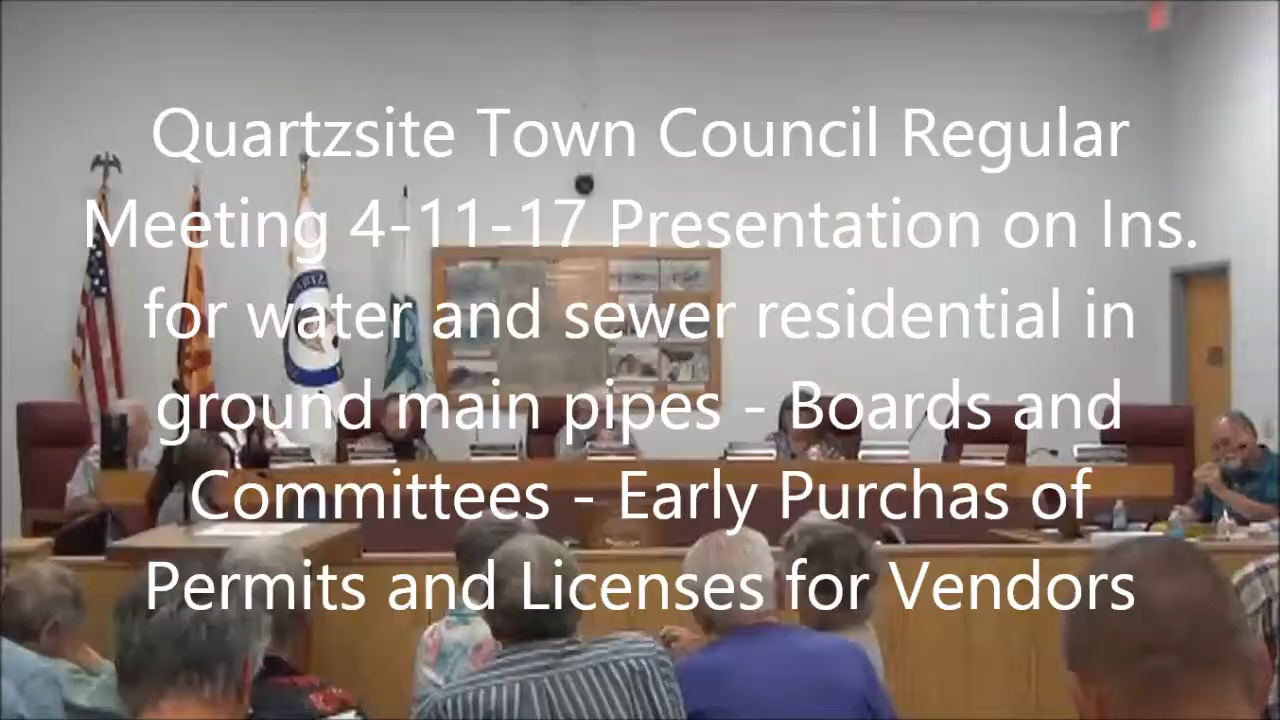 Quartzsite Town Council Regular
Meeting 4-11-17 Presentation on Ins.
for water and sewer residential in
ground main pipes - Boards and
Committees - Early Purchas of
Permits and Licenses for Vendors